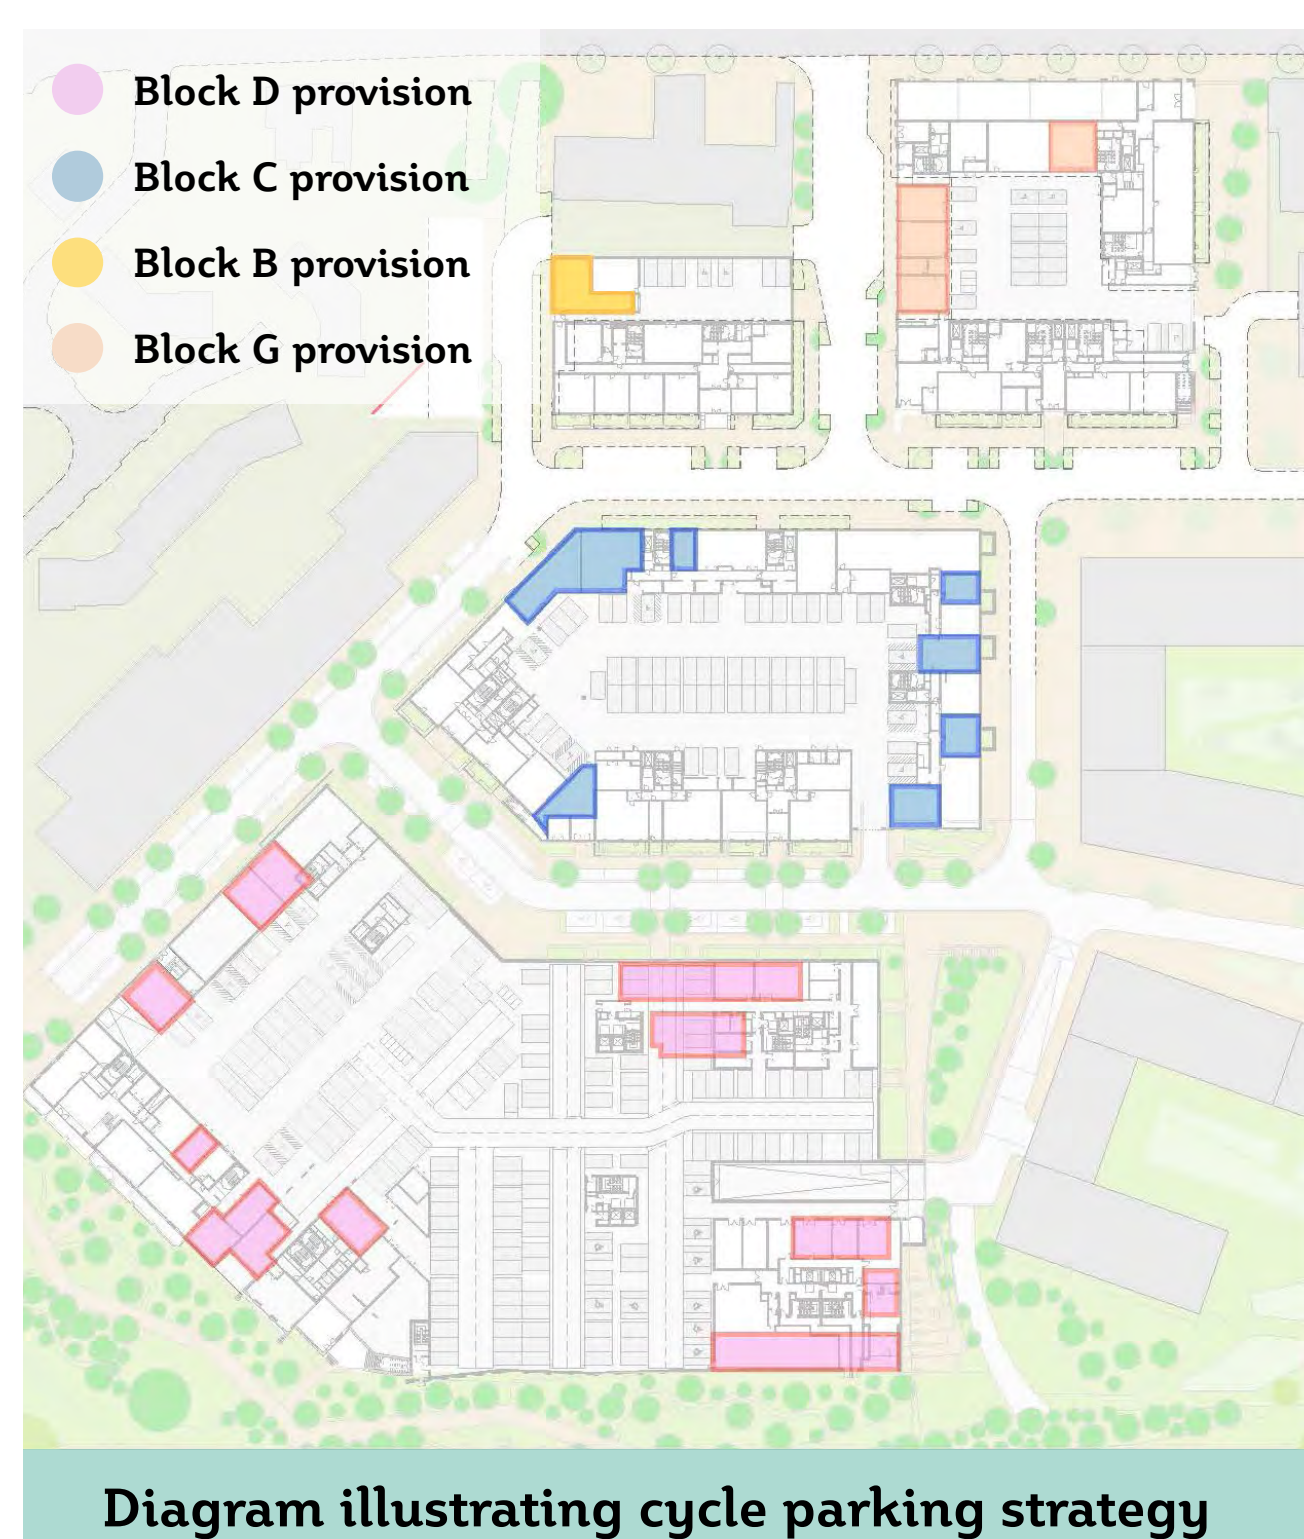 Block D provision
Block C provision
Block B provision
Block G provision
Diagram illustrating cycle parking strategy